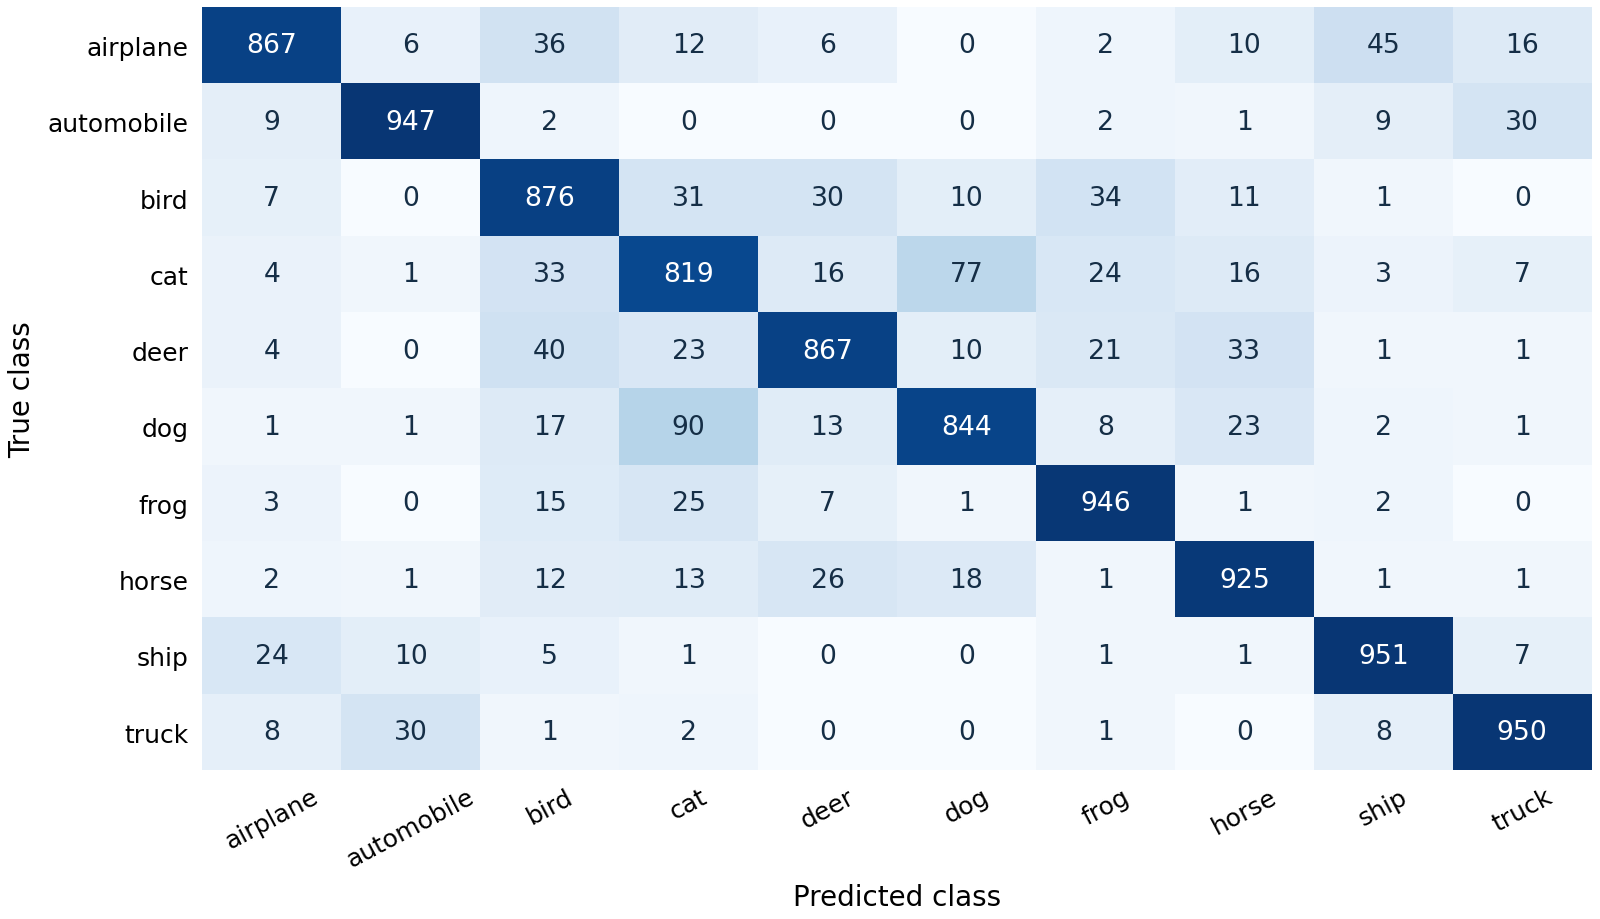 airplane 867 6 36 12 6 0 2 10 45 16
automobile 9 947 2 0 0 0 2 1 9 30
bird 7 0 876 31 30 10 34 11 1 0
cat 4 1 33 819 16 77 24 16 3 7
deer 4 0 40 23 867 10 21 33 1 1
dog 1 1 17 90 13 844 8 23 2 1
frog 3 0 15 25 7 1 946 1 2 0
horse 2 1 12 13 26 18 1 925 1 1
ship 24 10 5 1 0 0 1 1 951 7
truck 8 30 1 2 0 0 1 0 8 950
True class
airplane automobile bird cat deer dog frog horse ship truck
Predicted class